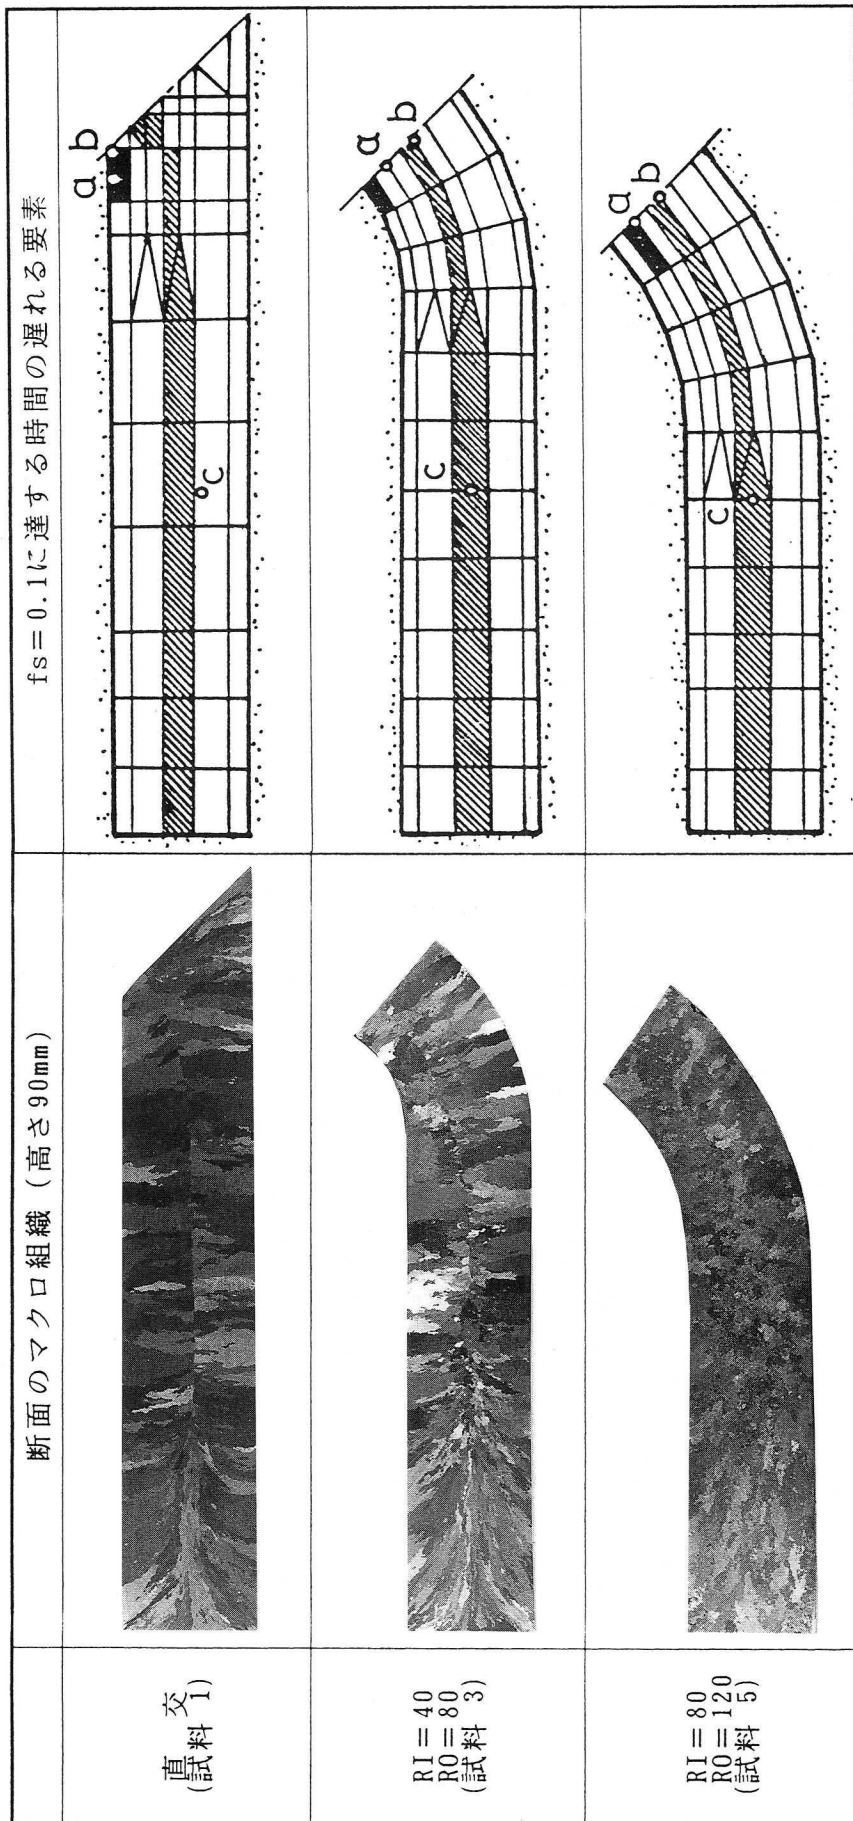 断面のマクロ組織(高さ90mm)
fs=0.1に達する時間の遅れる要素
直 交
(試料 1)
a b
c
RI=40
RO=80
(試料 3)
a
b
c
RI=80
RO=120
(試料 5)
a
b
c